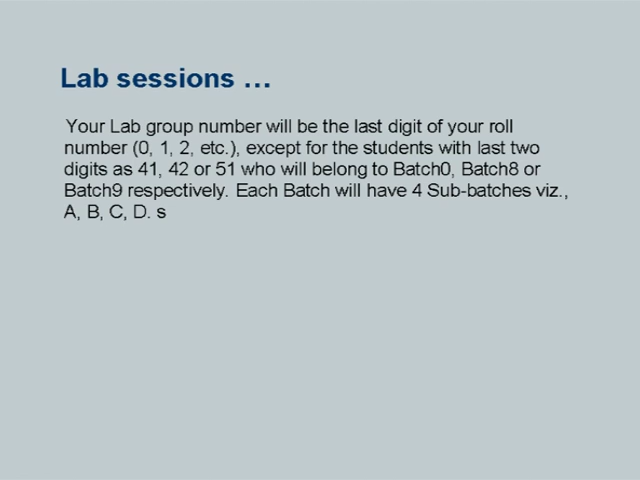 Lab sessions …
Your Lab group number will be the last digit of your roll
number (0, 1, 2, etc.), except for the students with last two
digits as 41, 42 or 51 who will belong to Batch0, Batch8 or
Batch9 respectively. Each Batch will have 4 Sub-batches viz.,
A, B, C, D. s